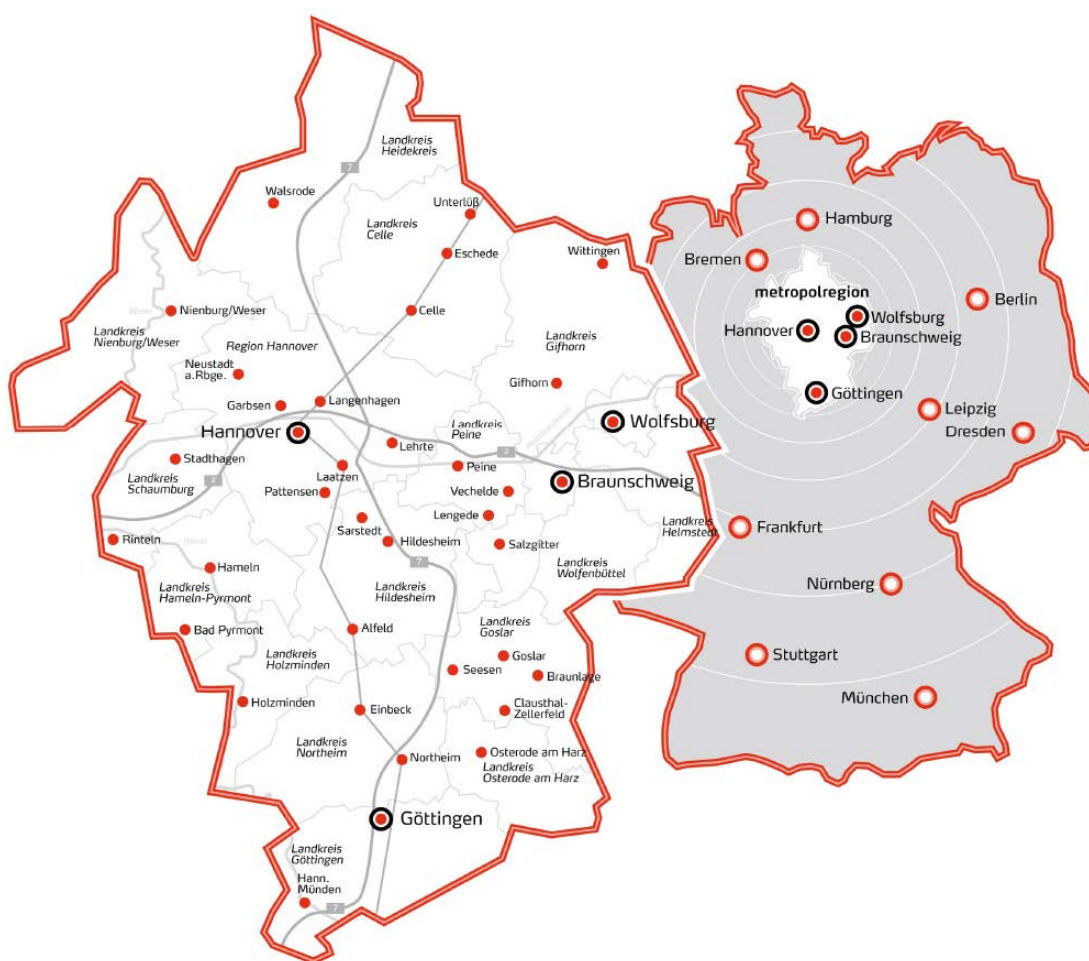 Landkreis
Heidekreis
7
Walsrode
Unterlüß
Landkreis
Celle
Eschede
Wittingen
Weser
Nienburg/Weser
Celle
Landkreis
Nienburg/Weser
Region Hannover
Landkreis
Gifhorn
Neustadt
a.Rbge.
Gifhorn
Garbsen
Langenhagen
Hannover
Landkreis
Peine
Wolfsburg
Lehrte
2
Stadthagen
Laatzen
Peine
Braunschweig
Landkreis
Schaumburg
2
Pattensen
Vechelde
Lengede
Sarstedt
Landkreis
Helmstedt
Rinteln
Weser
Hildesheim
Salzgitter
7
Hameln
Landkreis
Wolfenbüttel
Landkreis
Hameln-Pyrmont
Landkreis
Hildesheim
Bad Pyrmont
Alfeld
Landkreis
Goslar
Landkreis
Holzminden
Goslar
Seesen
Braunlage
Holzminden
Einbeck
Clausthal-
Zellerfeld
Landkreis
Northeim
Northeim
Osterode am Harz
Landkreis
Osterode am Harz
Göttingen
Landkreis
Göttingen
Hann.
Münden
7
Hamburg
Bremen
metropolregion
Berlin
Wolfsburg
Hannover
Braunschweig
Göttingen
Leipzig
Dresden
Frankfurt
Nürnberg
Stuttgart
München